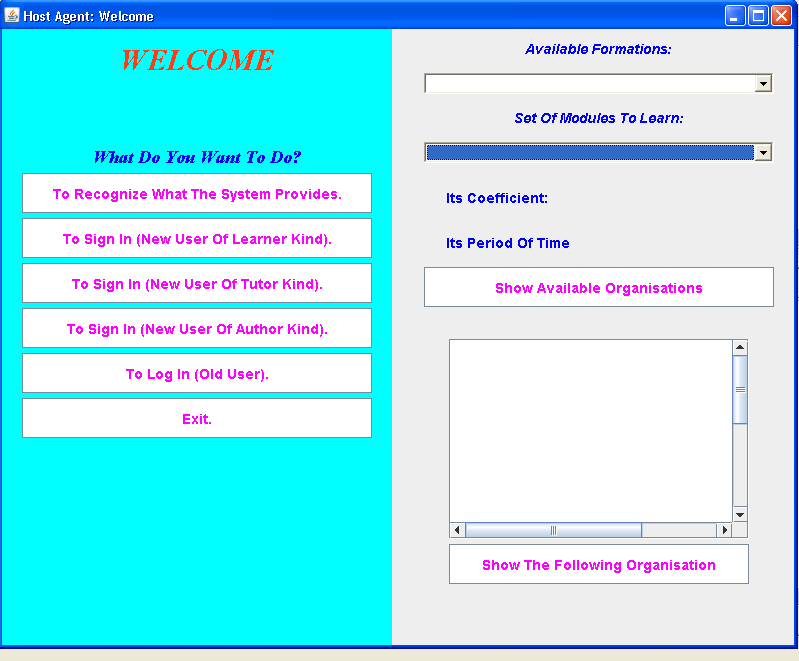 Host Agent: Welcome
WELCOME
What Do You Want To Do?
To Recognize What The System Provides.
To Sign In (New User Of Learner Kind).
To Sign In (New User Of Tutor Kind).
To Sign In (New User Of Author Kind).
To Log In (Old User).
Exit.
Available Formations:
Set Of Modules To Learn:
Its Coefficient:
Its Period Of Time
Show Available Organisations
Show The Following Organisation